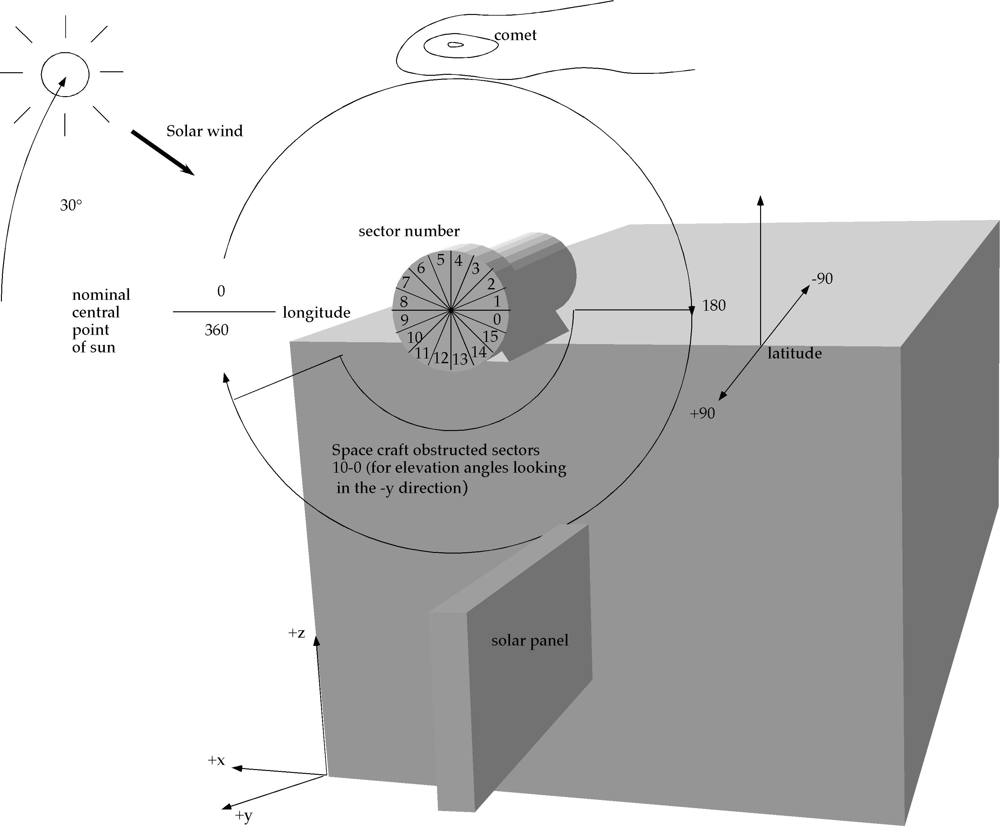 comet
Solar wind
30°
sector number
5
4
6
3
7
2
8
1
9
0
10
15
11
14
12
13
nominal
central
point
of sun
0
360
longitude
180
-90
latitude
+90
Space craft obstructed sectors
10-0 (for elevation angles looking
in the -y direction)
solar panel
+z
+x
+y